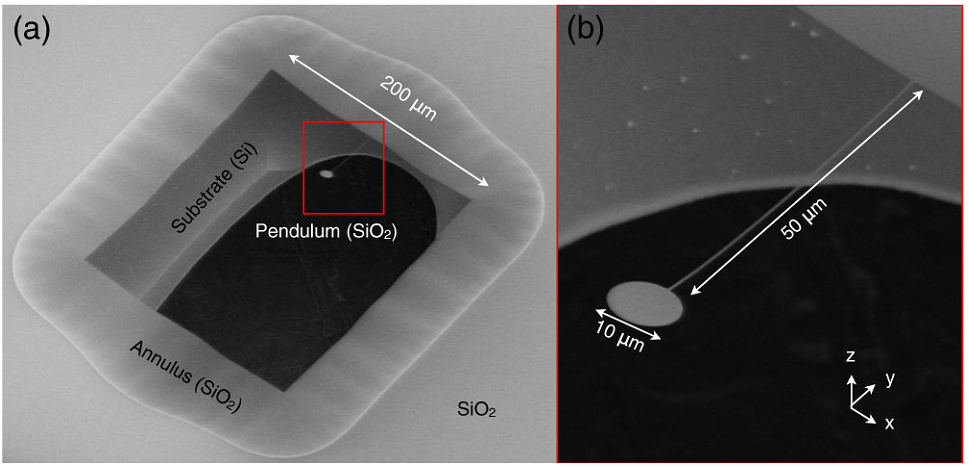 (a)
200 μm
Substrate (Si)
Pendulum (SiO₂)
Annulus (SiO₂)
SiO₂
(b)
50 μm
10 μm
z
y
x